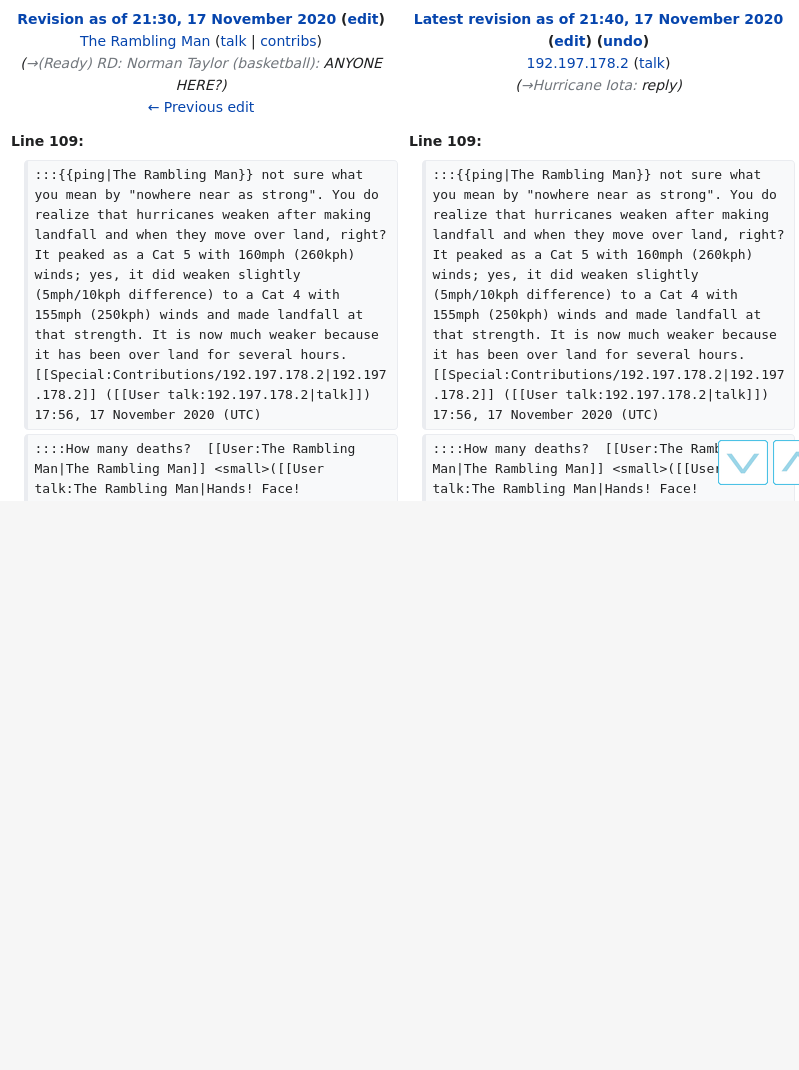 Revision as of 21:30, 17 November 2020 (edit)
The Rambling Man (talk | contribs)
(→(Ready) RD: Norman Taylor (basketball): ANYONE
HERE?)
← Previous edit
Latest revision as of 21:40, 17 November 2020
(edit) (undo)
192.197.178.2 (talk)
(→Hurricane Iota: reply)
Line 109:
Line 109:
:::{{ping|The Rambling Man}} not sure what
you mean by "nowhere near as strong". You do
realize that hurricanes weaken after making
landfall and when they move over land, right?
It peaked as a Cat 5 with 160mph (260kph)
winds; yes, it did weaken slightly
(5mph/10kph difference) to a Cat 4 with
155mph (250kph) winds and made landfall at
that strength. It is now much weaker because
it has been over land for several hours.
[[Special:Contributions/192.197.178.2|192.197
.178.2]] ([[User talk:192.197.178.2|talk]])
17:56, 17 November 2020 (UTC)
:::{{ping|The Rambling Man}} not sure what
you mean by "nowhere near as strong". You do
realize that hurricanes weaken after making
landfall and when they move over land, right?
It peaked as a Cat 5 with 160mph (260kph)
winds; yes, it did weaken slightly
(5mph/10kph difference) to a Cat 4 with
155mph (250kph) winds and made landfall at
that strength. It is now much weaker because
it has been over land for several hours.
[[Special:Contributions/192.197.178.2|192.197
.178.2]] ([[User talk:192.197.178.2|talk]])
17:56, 17 November 2020 (UTC)
::::How many deaths?  [[User:The Rambling
Man|The Rambling Man]] <small>([[User
talk:The Rambling Man|Hands! Face!
::::How many deaths?  [[User:The
Man|The Rambling Man]] <small>([[User
talk:The Rambling Man|Hands! Face!